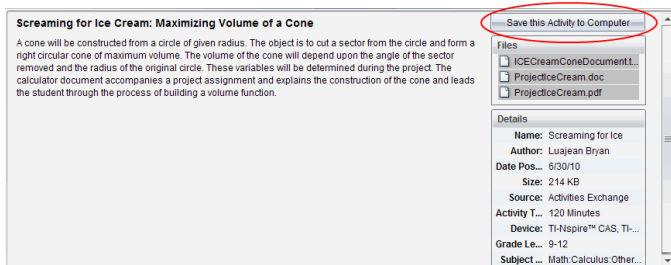 Screaming for Ice Cream: Maximizing Volume of a Cone
A cone will be constructed from a circle of given radius. The object is to cut a sector from the circle and form a
right circular cone of maximum volume. The volume of the cone will depend upon the angle of the sector
removed and the radius of the original circle. These variables will be determined during the project. The
calculator document accompanies a project assignment and explains the construction of the cone and leads
the student through the process of building a volume function.
Save this Activity to Computer
Files
ICECreamConeDocument.t...
ProjectIceCream.doc
ProjectIceCream.pdf
Details
Name: Screaming for Ice
Author: Luajean Bryan
Date Pos... 6/30/10
Size: 214 KB
Source: Activities Exchange
Activity T... 120 Minutes
Device: TI-Nspire™ CAS, TI-...
Grade Le... 9-12
Subject ... Math:Calculus:Other...